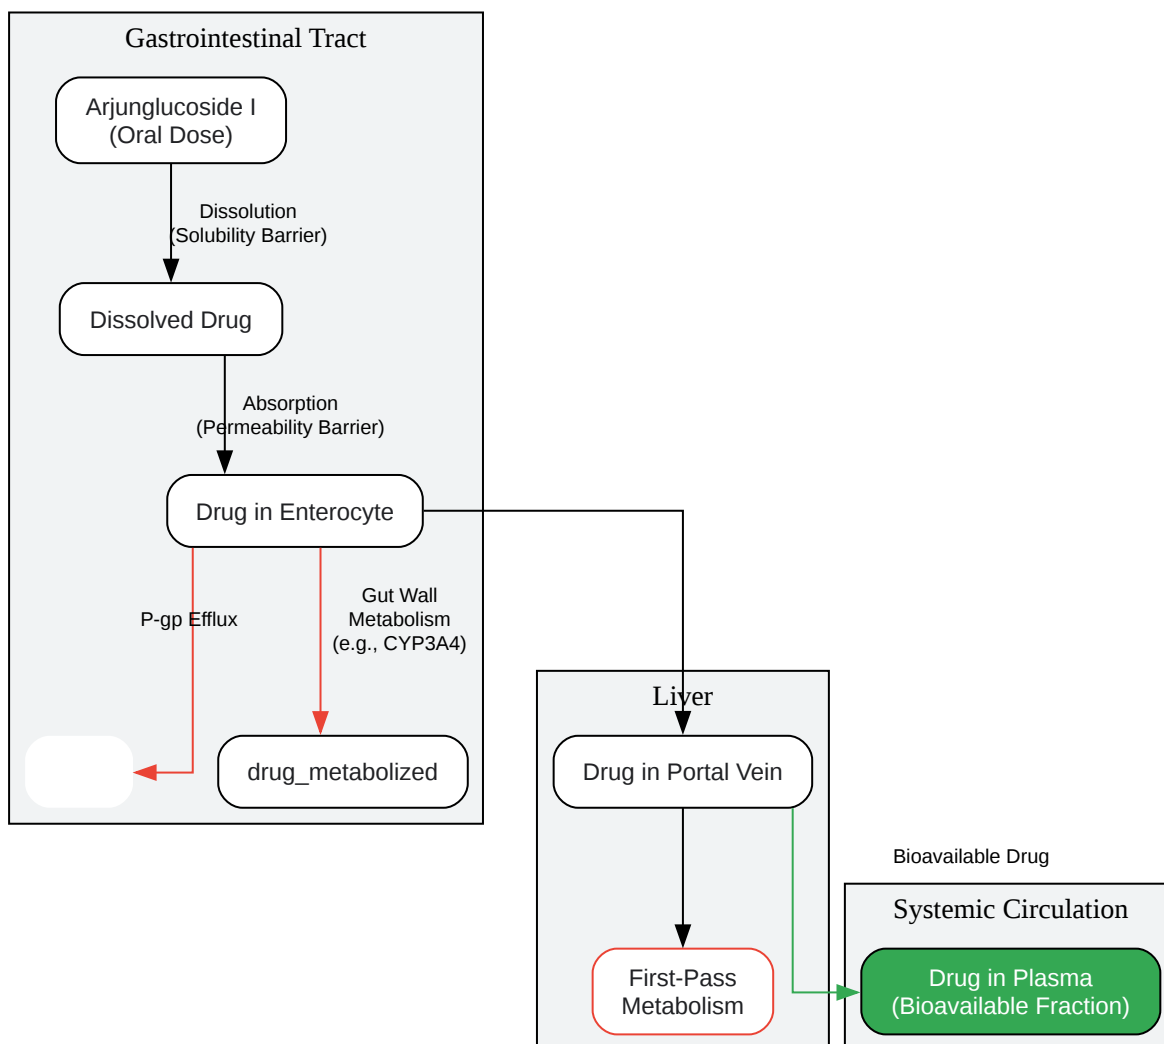 Gastrointestinal Tract
Arjunglucoside I
(Oral Dose)
Dissolution
(Solubility Barrier)
Dissolved Drug
Absorption
(Permeability Barrier)
Drug in Enterocyte
P-gp Efflux
Gut Wall
Metabolism
(e.g., CYP3A4)
drug_metabolized
Liver
Drug in Portal Vein
First-Pass
Metabolism
Bioavailable Drug
Systemic Circulation
Drug in Plasma
(Bioavailable Fraction)